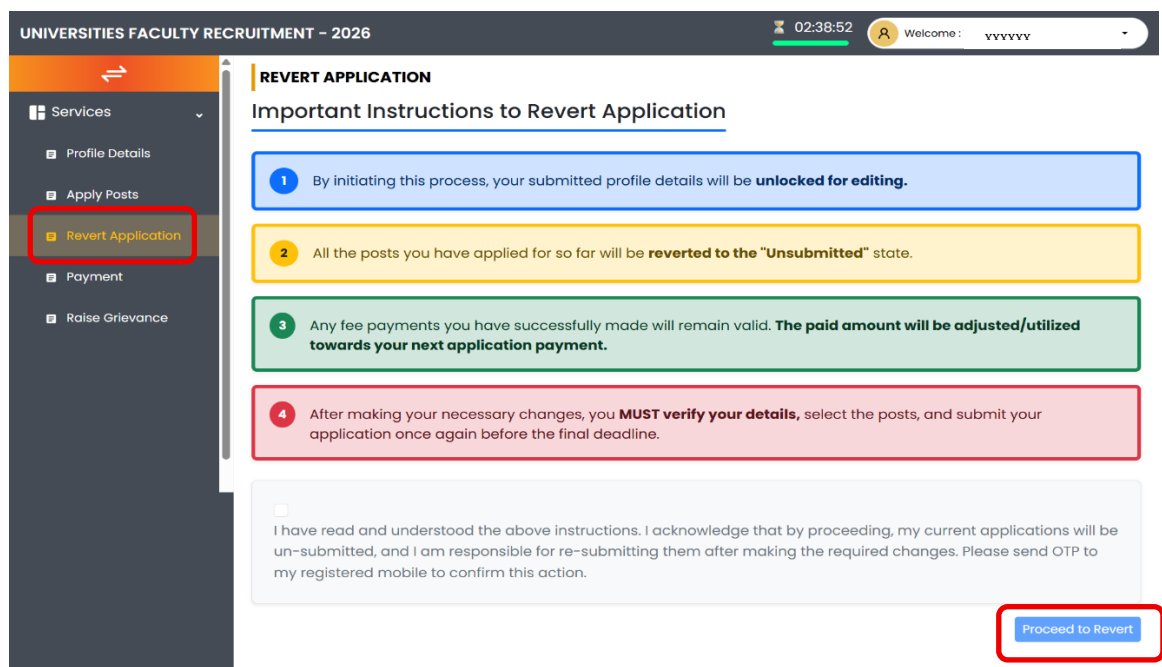 UNIVERSITIES FACULTY RECRUITMENT - 2026
02:38:52
Welcome :
YYYYYY
Services
Profile Details
Apply Posts
Revert Application
Payment
Raise Grievance
REVERT APPLICATION
Important Instructions to Revert Application
1 By initiating this process, your submitted profile details will be unlocked for editing.
2 All the posts you have applied for so far will be reverted to the "Unsubmitted" state.
3 Any fee payments you have successfully made will remain valid. The paid amount will be adjusted/utilized
towards your next application payment.
4 After making your necessary changes, you MUST verify your details, select the posts, and submit your
application once again before the final deadline.
I have read and understood the above instructions. I acknowledge that by proceeding, my current applications will be
un-submitted, and I am responsible for re-submitting them after making the required changes. Please send OTP to
my registered mobile to confirm this action.
Proceed to Revert